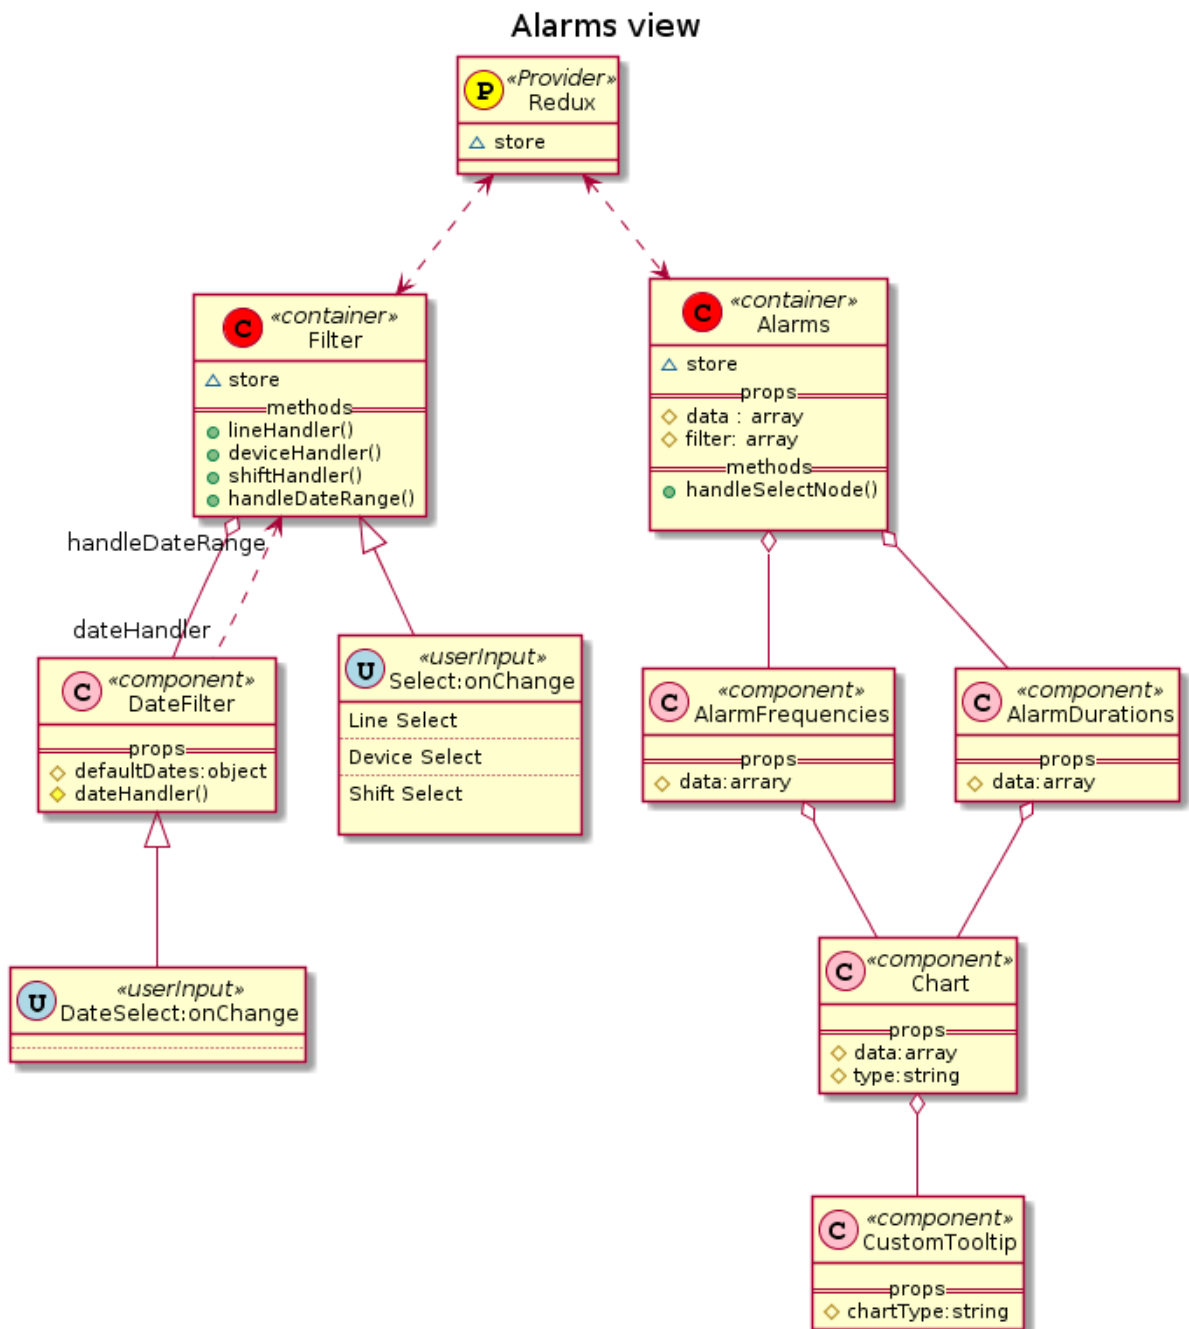 Alarms view
P
«Provider»
Redux
store
C
«container»
Filter
store
methods
lineHandler()
deviceHandler()
shiftHandler()
handleDateRange()
C
«container»
Alarms
store
props
data : array
filter: array
methods
handleSelectNode()
handleDateRange
dateHandler
C
«component»
DateFilter
props
defaultDates:object
dateHandler()
U
«userInput»
Select:onChange
Line Select
Device Select
Shift Select
C
«component»
AlarmFrequencies
props
data:arrary
C
«component»
AlarmDurations
props
data:array
U
«userInput»
DateSelect:onChange
C
«component»
Chart
props
data:array
type:string
C
«component»
CustomTooltip
props
chartType:string